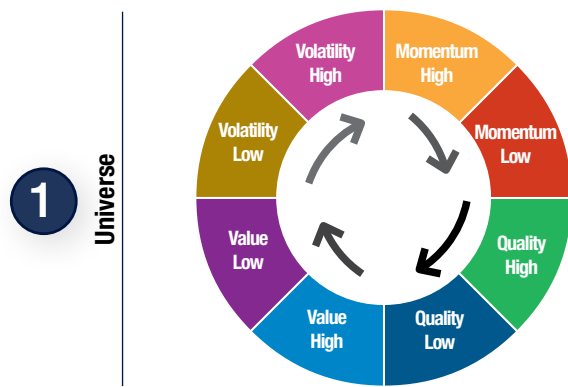 1
Universe
Volatility
High
Momentum
High
Momentum
Low
Quality
High
Quality
Low
Value
High
Value
Low
Volatility
Low